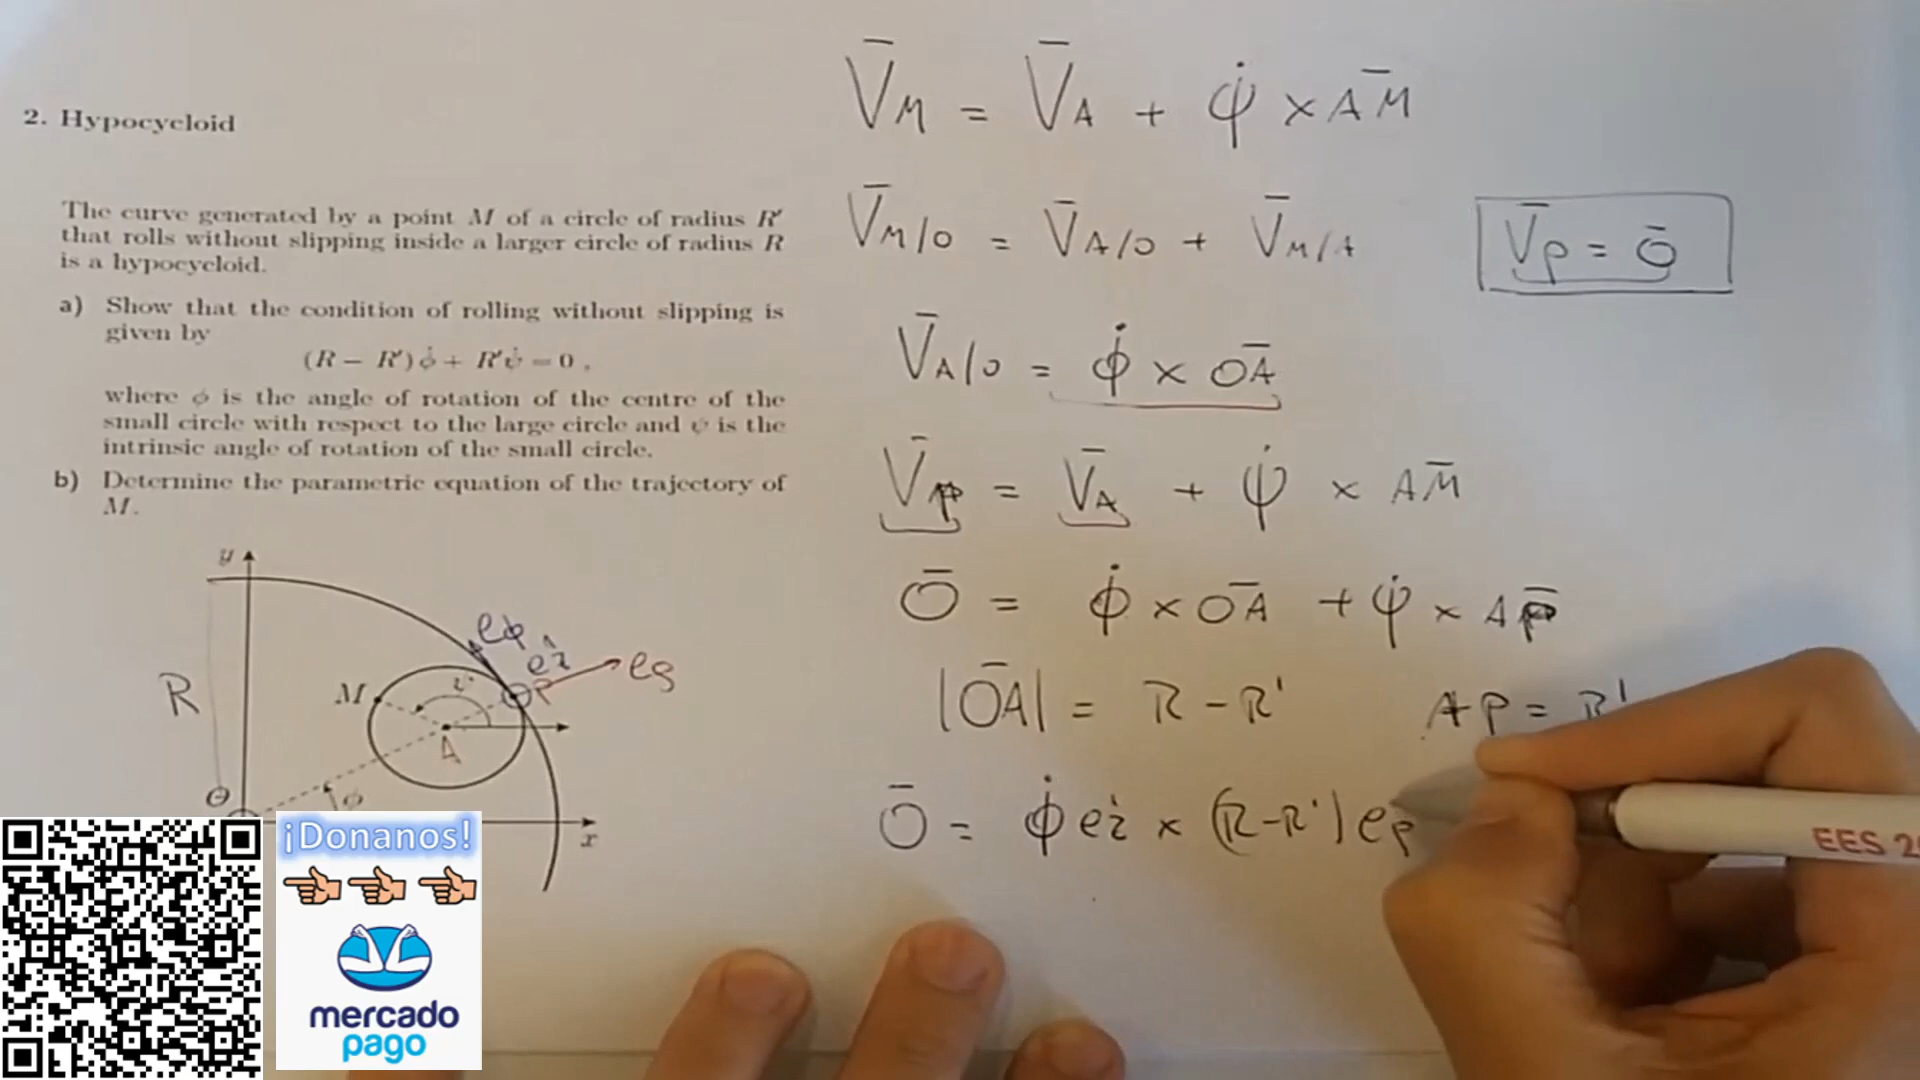 2. Hypocycloid
The curve generated by a point M of a circle of radius R'
that rolls without slipping inside a larger circle of radius R
is a hypocycloid.
a) Show that the condition of rolling without slipping is
given by
(R − R')ϕ̇ + R'ψ̇ = 0 ,
where ϕ is the angle of rotation of the centre of the
small circle with respect to the large circle and ψ is the
intrinsic angle of rotation of the small circle.
b) Determine the parametric equation of the trajectory of
M.
y
eϕ
ež
P
eρ
R
M
A
O
ϕ
x
V̄M = V̄A + ψ̇ × AM̄
V̄M/O = V̄A/O + V̄M/A
V̄P = Ō
V̄A/O = ϕ̇ × OĀ
V̄P = V̄A + ψ̇ × AM̄
Ō = ϕ̇ × OĀ + ψ̇ × AP̄
|OĀ| = R − R' AP = R'
Ō = ϕ̇ ež × (R−R') eρ
¡Donanos!
mercado
pago
EES